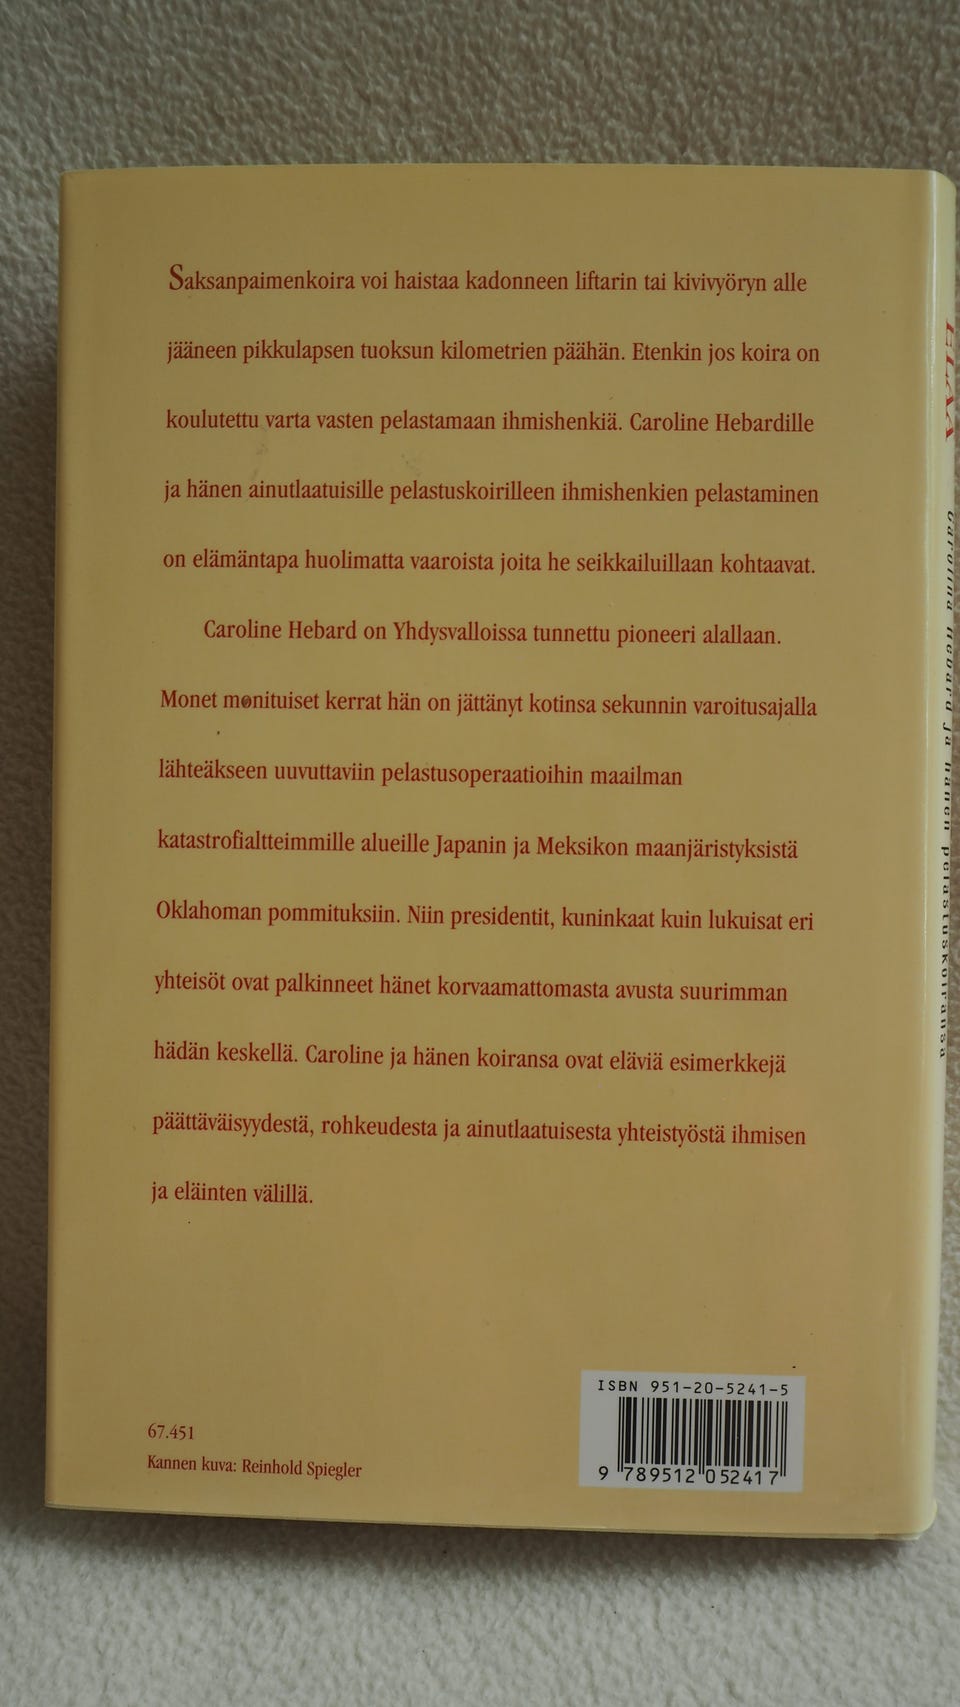 Saksanpaimenkoira voi haistaa kadonneen liftarin tai kivivyöryn alle
jääneen pikkulapsen tuoksun kilometrien päähän. Etenkin jos koira on
koulutettu varta vasten pelastamaan ihmishenkiä. Caroline Hebardille
ja hänen ainutlaatuisille pelastuskoirilleen ihmishenkien pelastaminen
on elämäntapa huolimatta vaaroista joita he seikkailuillaan kohtaavat.
Caroline Hebard on Yhdysvalloissa tunnettu pioneeri alallaan.
Monet monituiset kerrat hän on jättänyt kotinsa sekunnin varoitusajalla
lähteäkseen uuvuttaviin pelastusoperaatioihin maailman
katastrofialtteimmille alueille Japanin ja Meksikon maanjäristyksistä
Oklahoman pommituksiin. Niin presidentit, kuninkaat kuin lukuisat eri
yhteisöt ovat palkinneet hänet korvaamattomasta avusta suurimman
hädän keskellä. Caroline ja hänen koiransa ovat eläviä esimerkkejä
päättäväisyydestä, rohkeudesta ja ainutlaatuisesta yhteistyöstä ihmisen
ja eläinten välillä.
67.451
Kannen kuva: Reinhold Spiegler
ISBN 951-20-5241-5
9 789512 052417
hebard ja hänen pelastuskoiransa